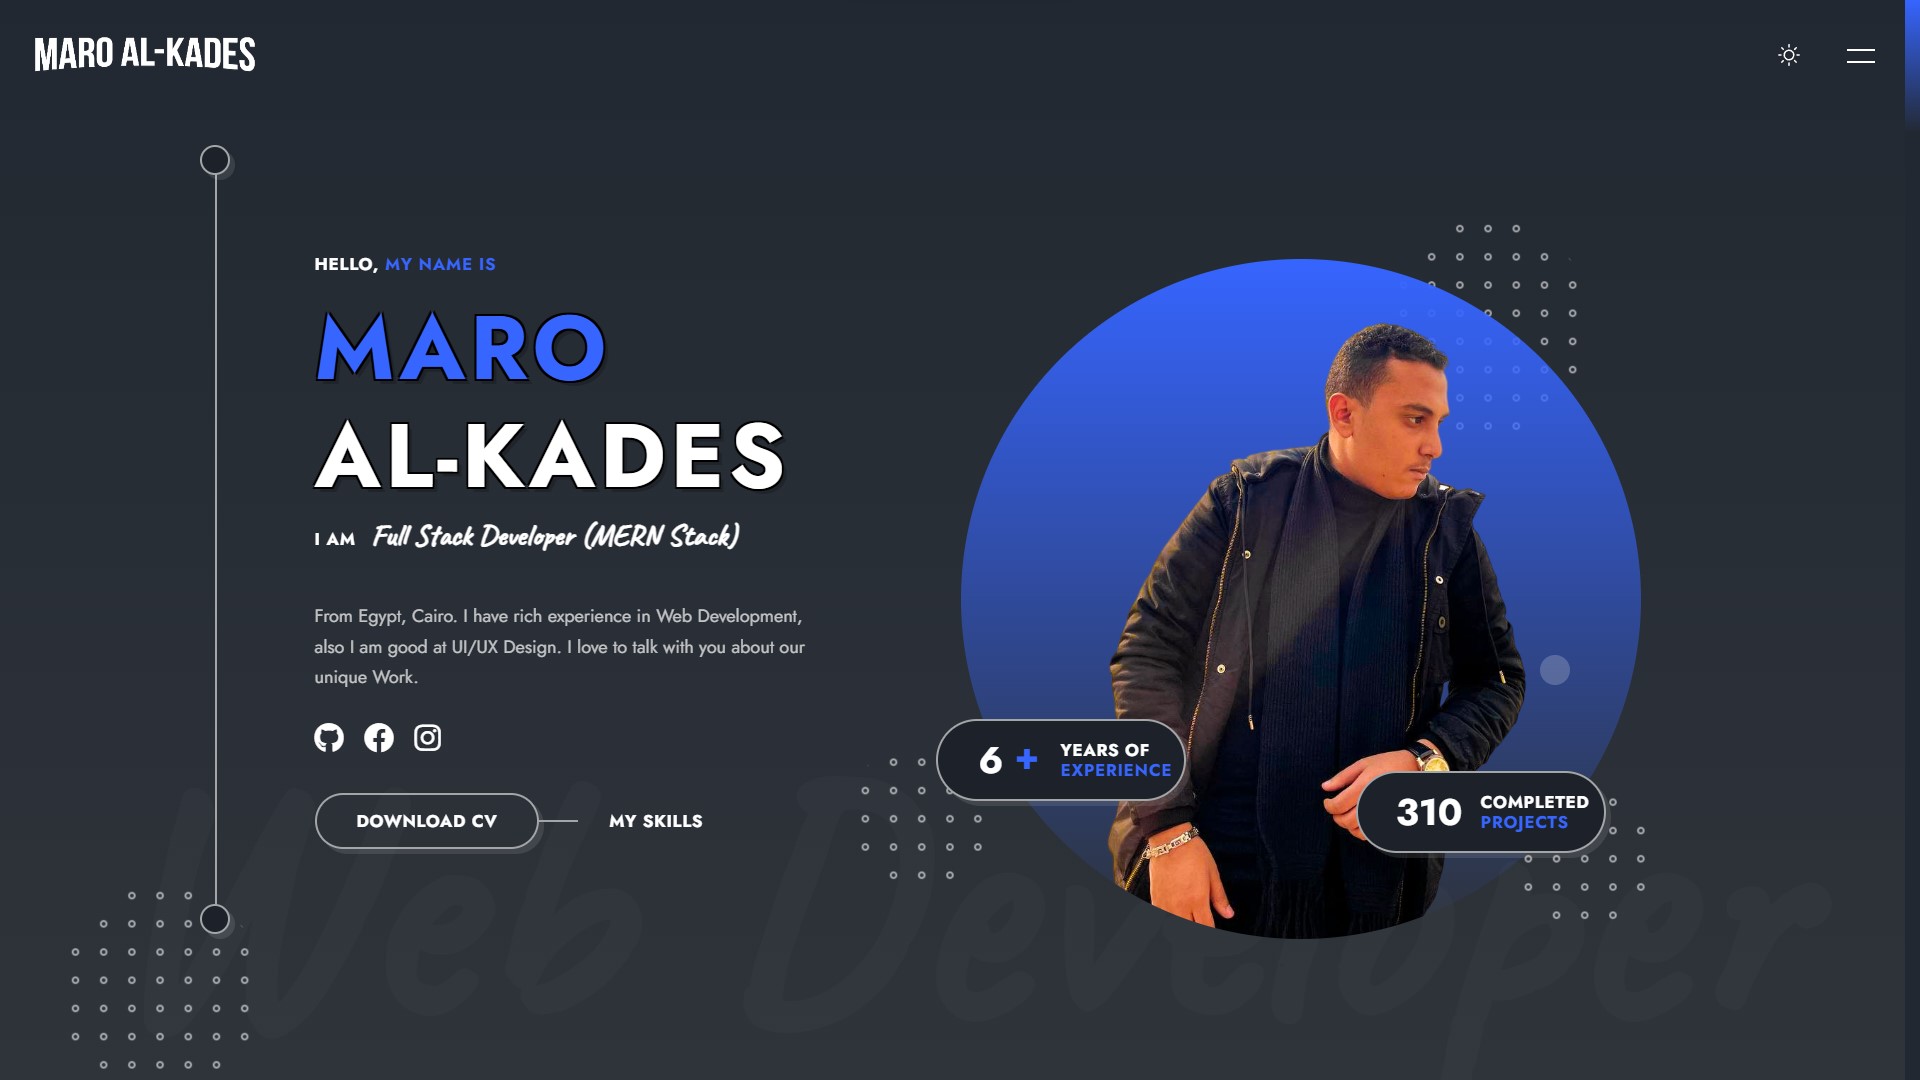 MARO AL-KADES
HELLO, MY NAME IS
MARO
AL-KADES
I AM Full Stack Developer (MERN Stack)
From Egypt, Cairo. I have rich experience in Web Development,
also I am good at UI/UX Design. I love to talk with you about our
unique Work.
DOWNLOAD CV
MY SKILLS
6 +
YEARS OF
EXPERIENCE
310
COMPLETED
PROJECTS
Web Developer